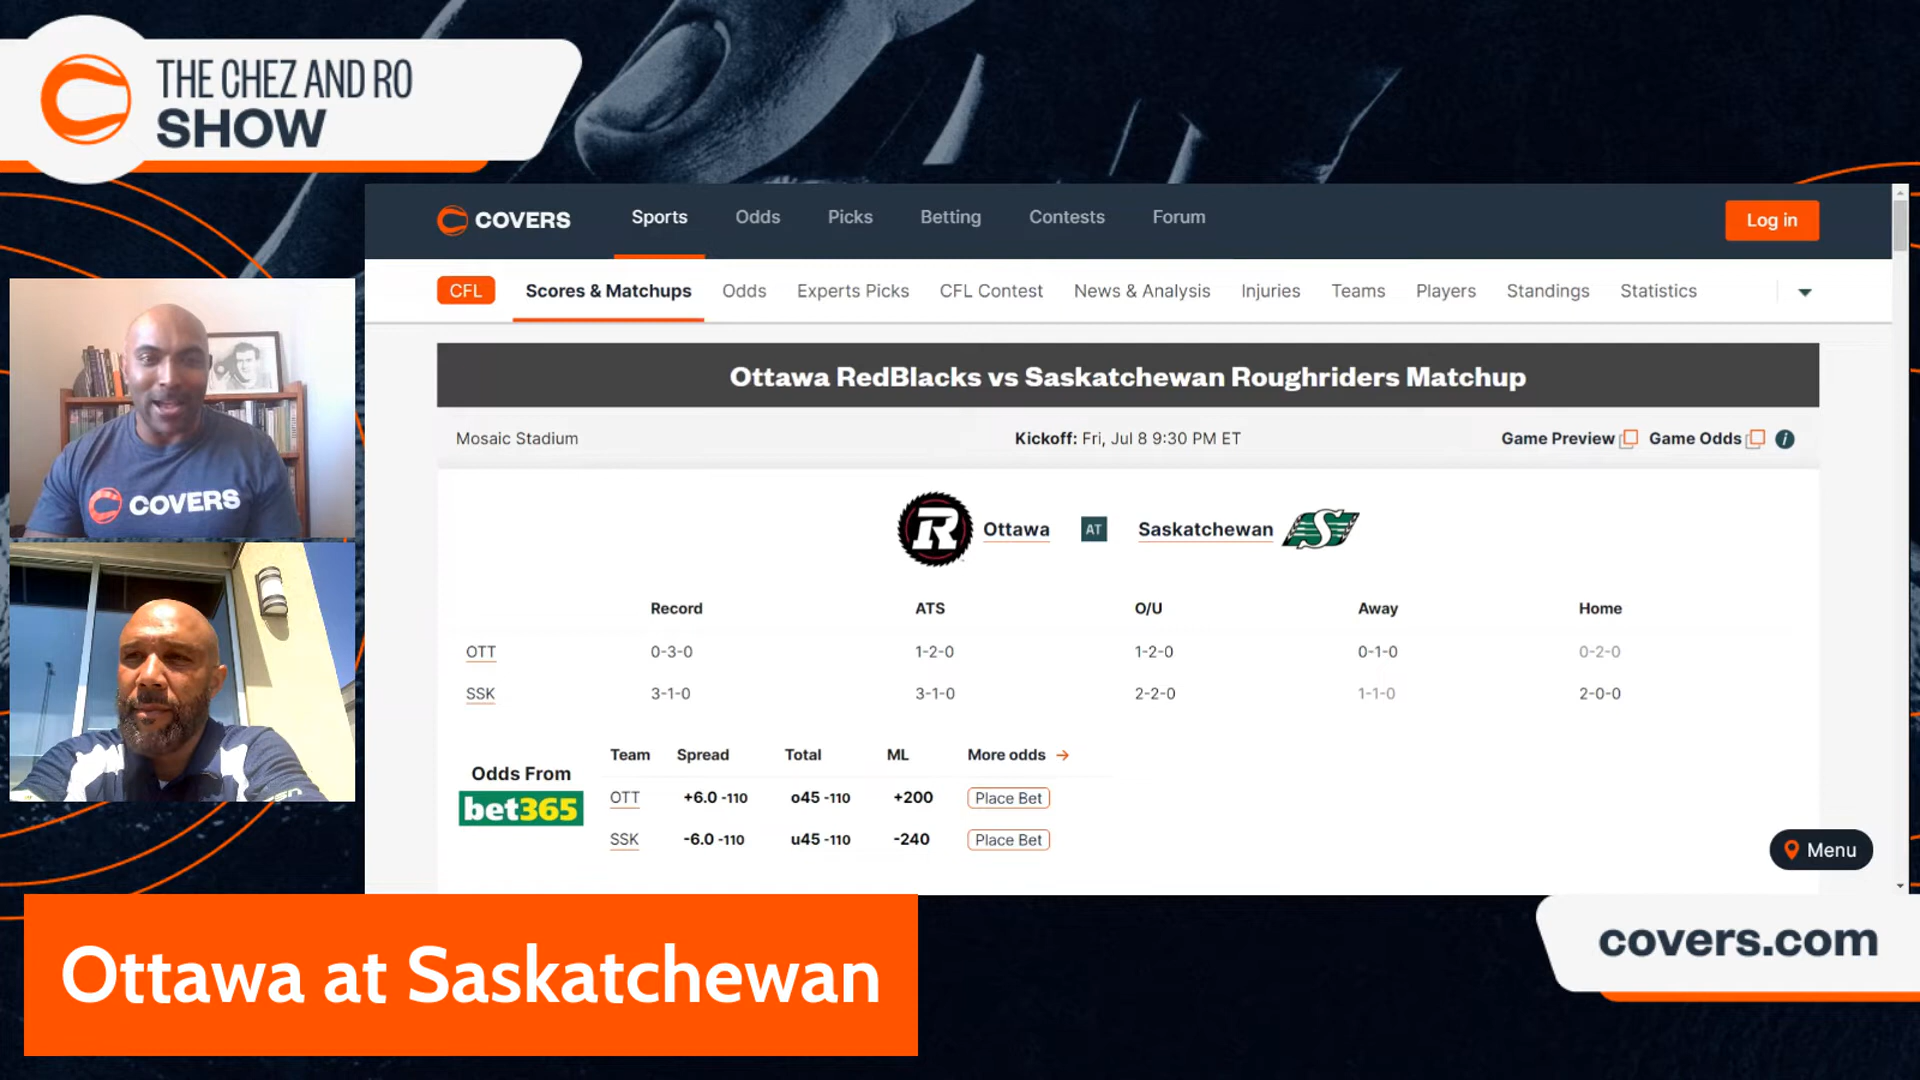 THE CHEZ AND RO
SHOW
COVERS
Sports
Odds
Picks
Betting
Contests
Forum
Log in
CFL
Scores & Matchups
Odds
Experts Picks
CFL Contest
News & Analysis
Injuries
Teams
Players
Standings
Statistics
Ottawa RedBlacks vs Saskatchewan Roughriders Matchup
Mosaic Stadium
Kickoff: Fri, Jul 8 9:30 PM ET
Game Preview
Game Odds
i
R
Ottawa
AT
Saskatchewan
S
Record ATS O/U Away Home
OTT 0-3-0 1-2-0 1-2-0 0-1-0 0-2-0
SSK 3-1-0 3-1-0 2-2-0 1-1-0 2-0-0
Odds From
bet365
Team Spread Total ML More odds →
OTT +6.0 -110 o45 -110 +200 Place Bet
SSK -6.0 -110 u45 -110 -240 Place Bet
Menu
COVERS
Ottawa at Saskatchewan
covers.com